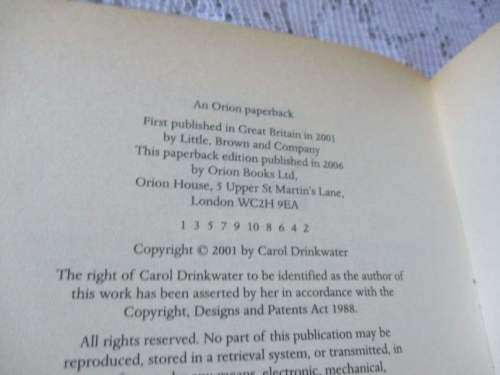 An Orion paperback
First published in Great Britain in 2001
by Little, Brown and Company
This paperback edition published in 2006
by Orion Books Ltd,
Orion House, 5 Upper St Martin's Lane,
London WC2H 9EA
1 3 5 7 9 10 8 6 4 2
Copyright © 2001 by Carol Drinkwater
The right of Carol Drinkwater to be identified as the author of
this work has been asserted by her in accordance with the
Copyright, Designs and Patents Act 1988.
All rights reserved. No part of this publication may be
reproduced, stored in a retrieval system, or transmitted, in
any means, electronic, mechanical,